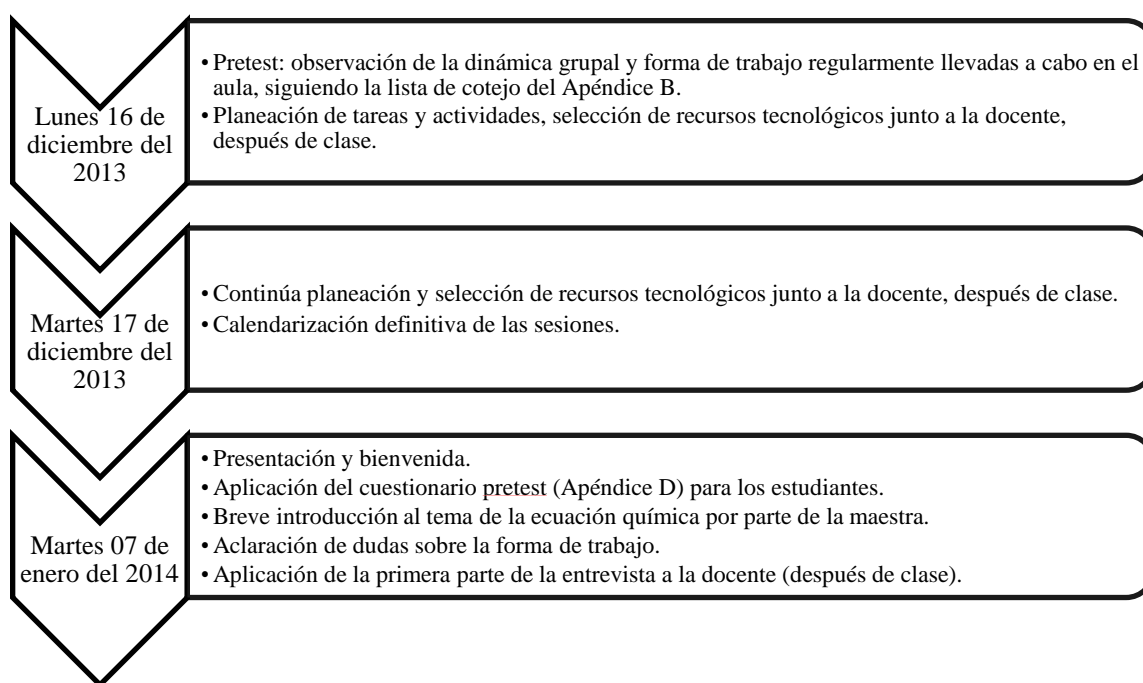 Lunes 16 de
diciembre del
2013
• Pretest: observación de la dinámica grupal y forma de trabajo regularmente llevadas a cabo en el
aula, siguiendo la lista de cotejo del Apéndice B.
• Planeación de tareas y actividades, selección de recursos tecnológicos junto a la docente,
después de clase.
Martes 17 de
diciembre del
2013
• Continúa planeación y selección de recursos tecnológicos junto a la docente, después de clase.
• Calendarización definitiva de las sesiones.
Martes 07 de
enero del 2014
• Presentación y bienvenida.
• Aplicación del cuestionario pretest (Apéndice D) para los estudiantes.
• Breve introducción al tema de la ecuación química por parte de la maestra.
• Aclaración de dudas sobre la forma de trabajo.
• Aplicación de la primera parte de la entrevista a la docente (después de clase).